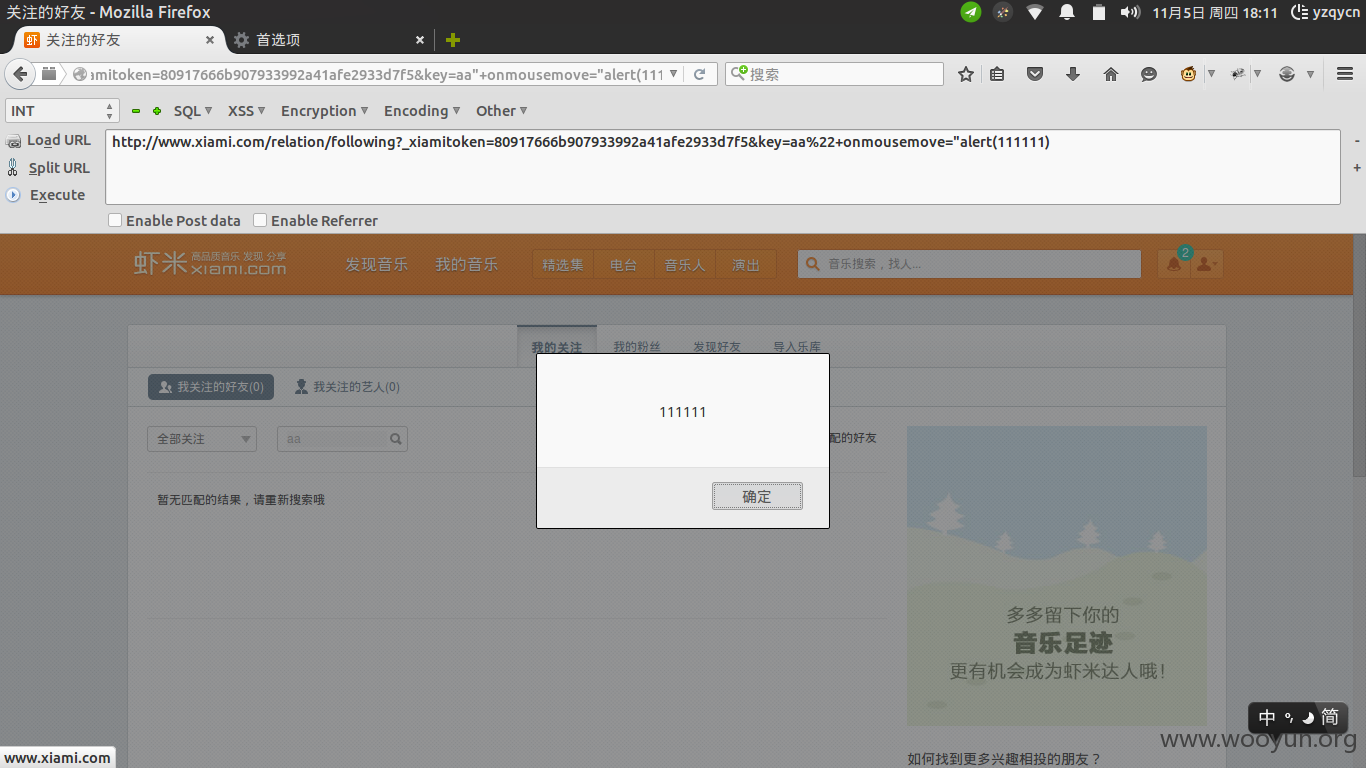 关注的好友 - Mozilla Firefox
11月5日 周四 18:11 yzqycn
关注的好友
首选项
amitoken=80917666b907933992a41afe2933d7f5&key=aa"+onmousemove="alert(111
搜索
INT SQL XSS Encryption Encoding Other
Load URL
http://www.xiami.com/relation/following?_xiamitoken=80917666b907933992a41afe2933d7f5&key=aa%22+onmousemove="alert(111111)
Split URL
Execute
Enable Post data Enable Referrer
虾米 高品质音乐 发现 分享
xiami.com
发现音乐 我的音乐 精选集 电台 音乐人 演出 音乐搜索，找人... 2
我的关注 我的粉丝 发现好友 导入乐库
我关注的好友(0) 我关注的艺人(0)
111111
全部关注 aa 配的好友
暂无匹配的结果，请重新搜索哦
确定
多多留下你的
音乐足迹
更有机会成为虾米达人哦！
中 简
www.wooyun.org
www.xiami.com
如何找到更多兴趣相投的朋友？